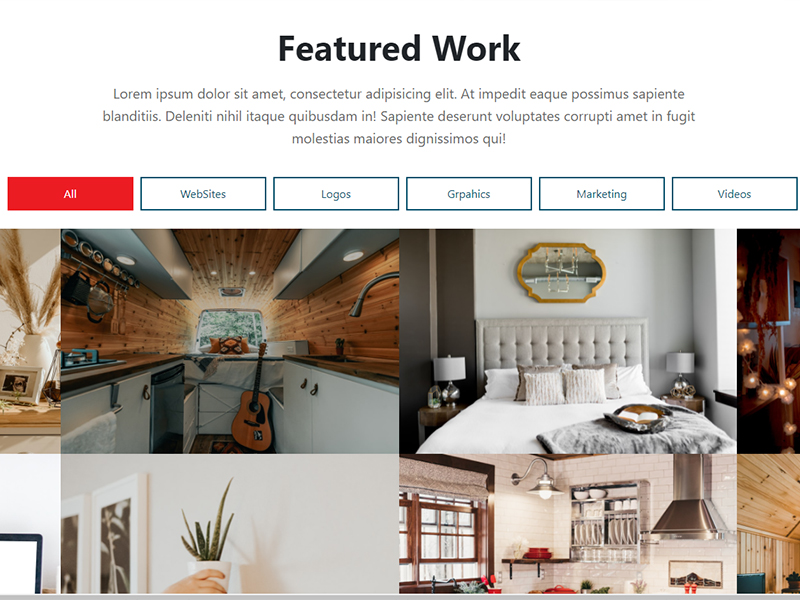 Featured Work
Lorem ipsum dolor sit amet, consectetur adipisicing elit. At impedit eaque possimus sapiente
blanditiis. Deleniti nihil itaque quibusdam in! Sapiente deserunt voluptates corrupti amet in fugit
molestias maiores dignissimos qui!
All WebSites Logos Grpahics Marketing Videos